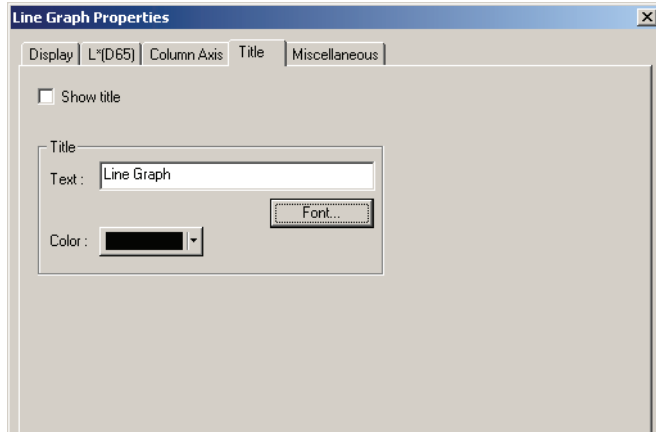 Line Graph Properties
Display L*(D65) Column Axis Title Miscellaneous
Show title
Title
Text : Line Graph
Font...
Color :